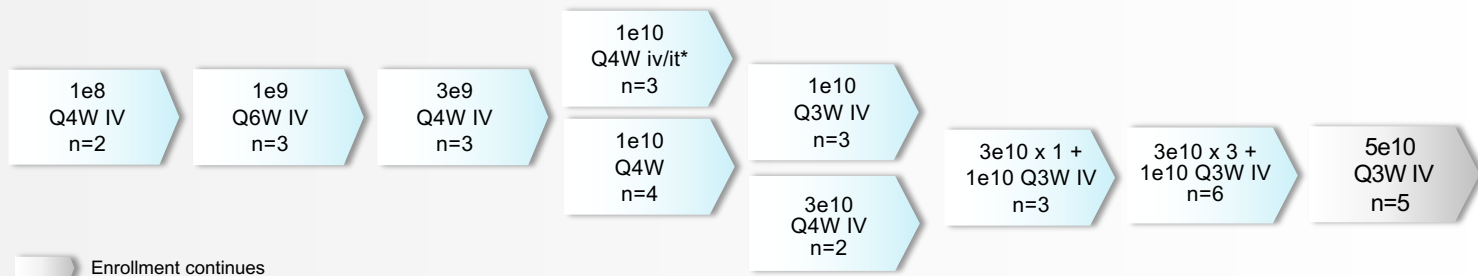 1e8
Q4W IV
n=2
1e9
Q6W IV
n=3
3e9
Q4W IV
n=3
1e10
Q4W iv/it*
n=3
1e10
Q4W
n=4
1e10
Q3W IV
n=3
3e10
Q4W IV
n=2
3e10 x 1 +
1e10 Q3W IV
n=3
3e10 x 3 +
1e10 Q3W IV
n=6
5e10
Q3W IV
n=5
Enrollment continues